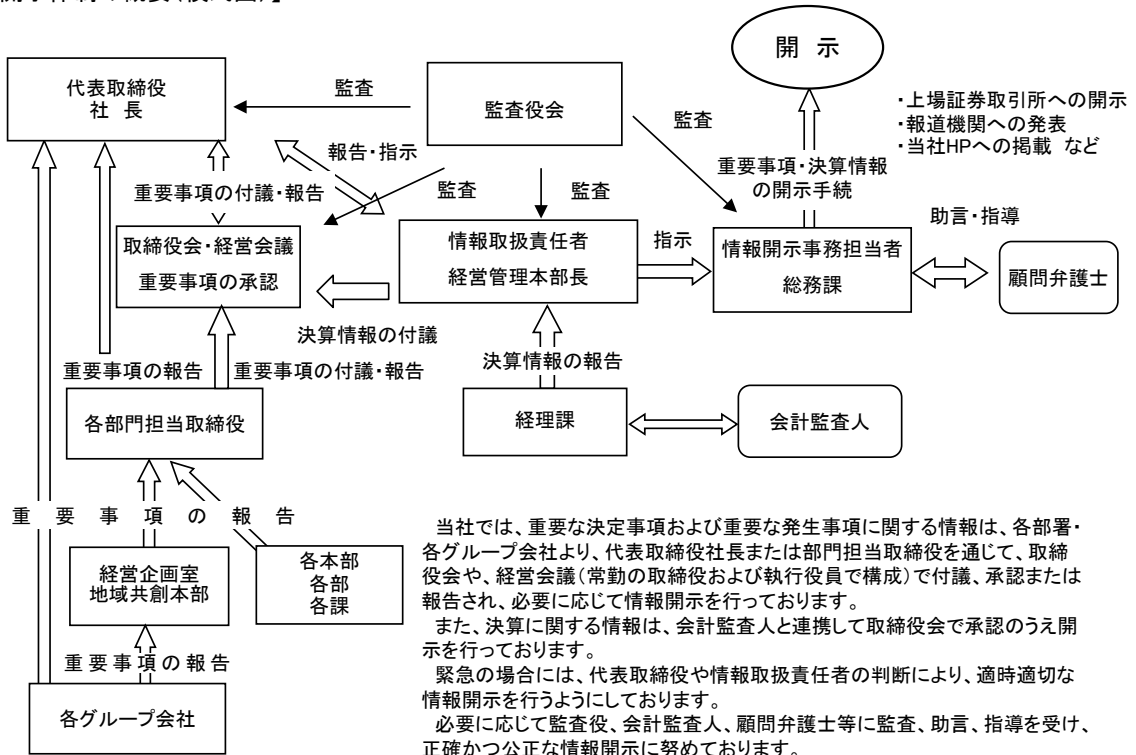 開 示
代表取締役
社 長
監査
監査役会
監査
・上場証券取引所への開示
・報道機関への発表
・当社HPへの掲載 など
報告・指示
重要事項・決算情報
の開示手続
重要事項の付議・報告
監査
監査
助言・指導
取締役会・経営会議
重要事項の承認
情報取扱責任者
経営管理本部長
指示
情報開示事務担当者
総務課
顧問弁護士
決算情報の付議
重要事項の報告
重要事項の付議・報告
決算情報の報告
各部門担当取締役
経理課
会計監査人
重 要 事 項 の 報 告
経営企画室
地域共創本部
各本部
各部
各課
重要事項の報告
各グループ会社
当社では、重要な決定事項および重要な発生事項に関する情報は、各部署・
各グループ会社より、代表取締役社長または部門担当取締役を通じて、取締
役会や、経営会議(常勤の取締役および執行役員で構成)で付議、承認または
報告され、必要に応じて情報開示を行っております。
また、決算に関する情報は、会計監査人と連携して取締役会で承認のうえ開
示を行っております。
緊急の場合には、代表取締役や情報取扱責任者の判断により、適時適切な
情報開示を行うようにしております。
必要に応じて監査役、会計監査人、顧問弁護士等に監査、助言、指導を受け、
正確かつ公正な情報開示に努めております。